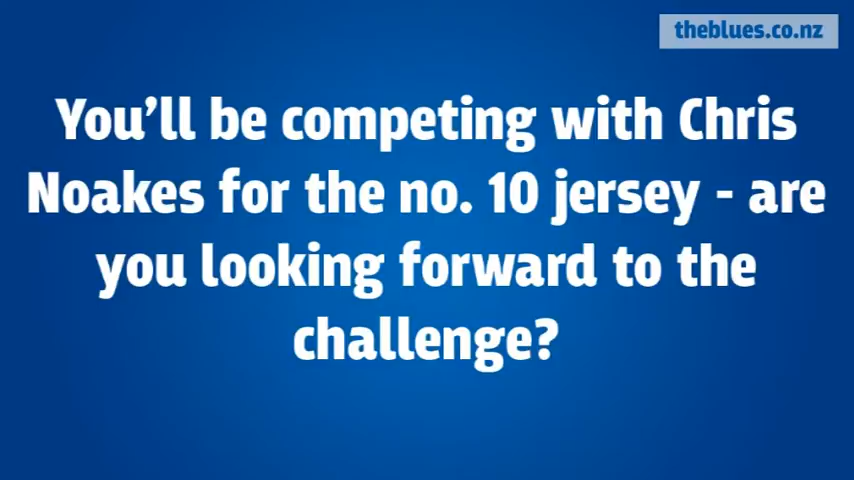 theblues.co.nz
You’ll be competing with Chris
Noakes for the no. 10 jersey - are
you looking forward to the
challenge?